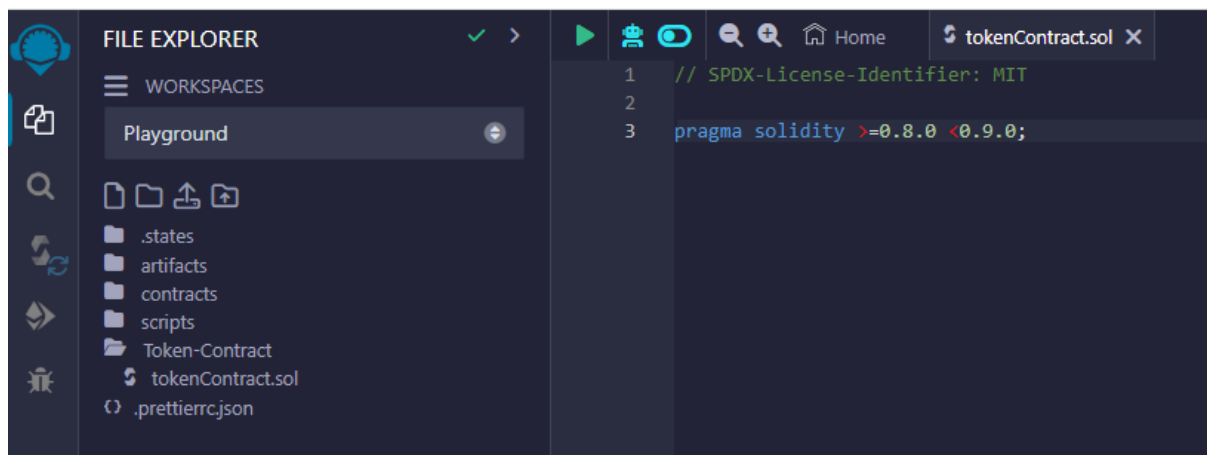 FILE EXPLORER
WORKSPACES
Playground
.states
artifacts
contracts
scripts
Token-Contract
tokenContract.sol
.prettierrc.json
Home
tokenContract.sol
1 // SPDX-License-Identifier: MIT
2
3 pragma solidity >=0.8.0 <0.9.0;